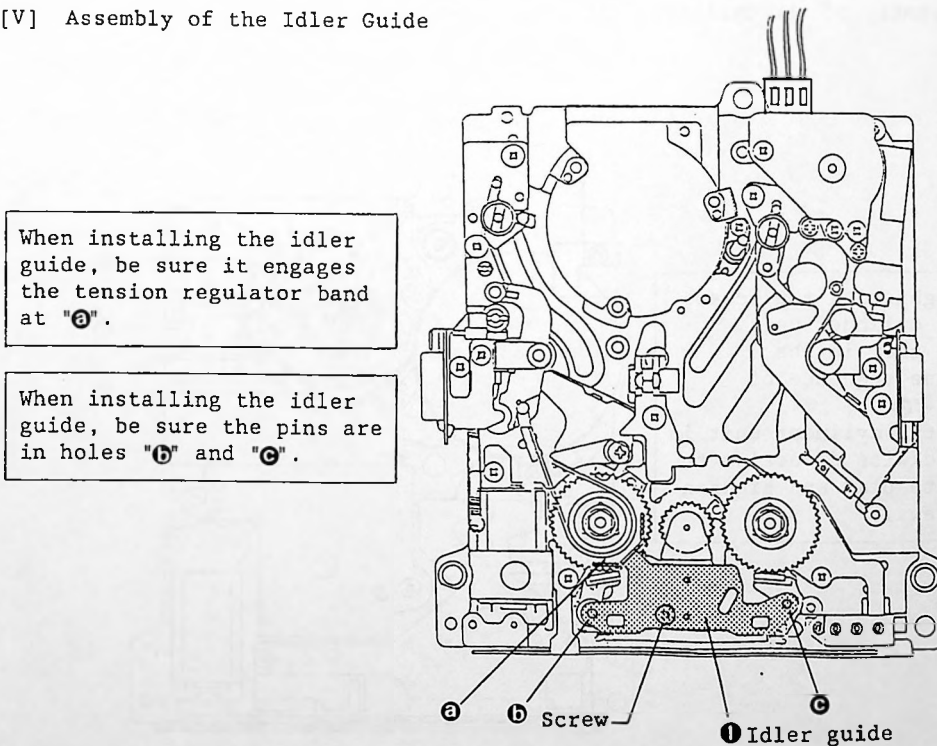 [V] Assembly of the Idler Guide
When installing the idler
guide, be sure it engages
the tension regulator band
at "ⓐ".
When installing the idler
guide, be sure the pins are
in holes "ⓑ" and "ⓒ".
ⓐ ⓑ Screw ⓒ
❶ Idler guide